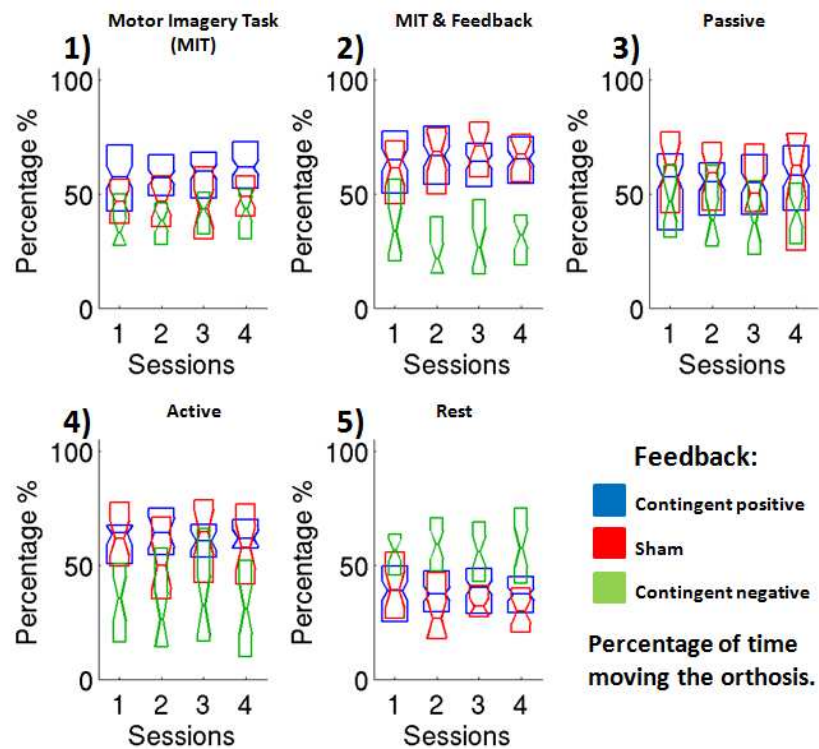 Motor Imagery Task
(MIT)
1)
100
50
0
Percentage %
1 2 3 4
Sessions
MIT & Feedback
2)
100
50
0
Percentage %
1 2 3 4
Sessions
Passive
3)
100
50
0
Percentage %
1 2 3 4
Sessions
Active
4)
100
50
0
Percentage %
1 2 3 4
Sessions
Rest
5)
100
50
0
Percentage %
1 2 3 4
Sessions
Feedback:
Contingent positive
Sham
Contingent negative
Percentage of time
moving the orthosis.